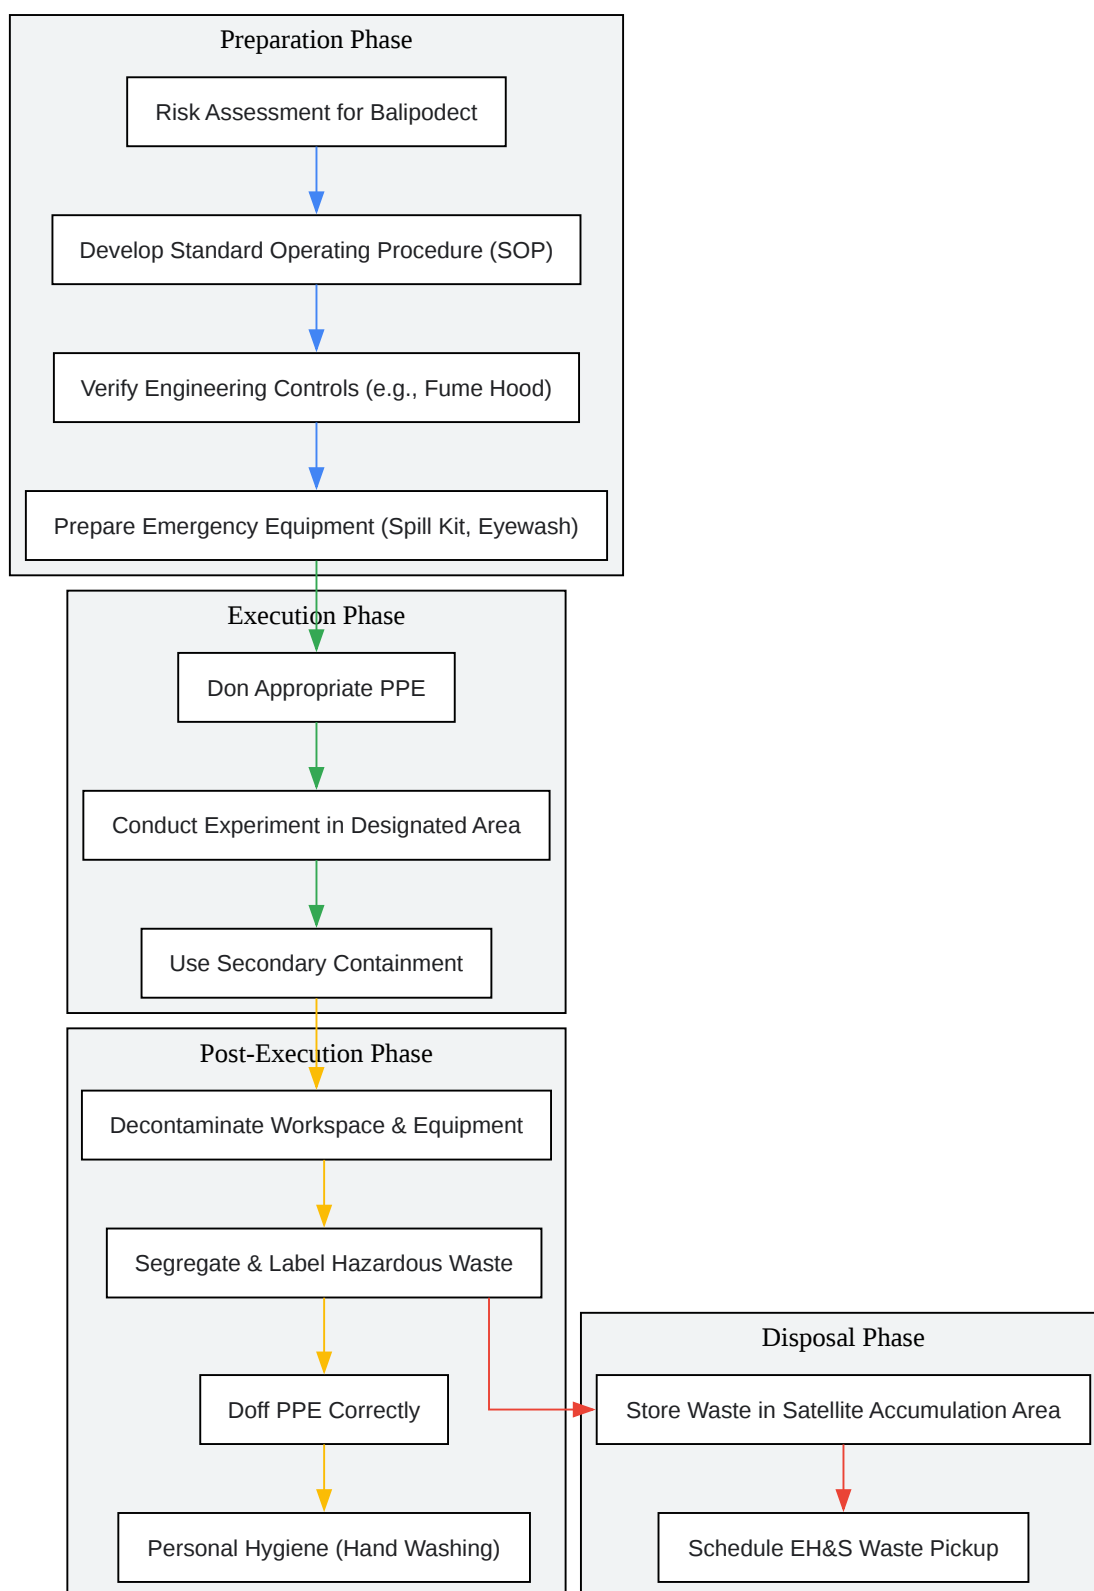 Preparation Phase
Risk Assessment for Balipodect
Develop Standard Operating Procedure (SOP)
Verify Engineering Controls (e.g., Fume Hood)
Prepare Emergency Equipment (Spill Kit, Eyewash)
Execution Phase
Don Appropriate PPE
Conduct Experiment in Designated Area
Use Secondary Containment
Post-Execution Phase
Decontaminate Workspace & Equipment
Segregate & Label Hazardous Waste
Doff PPE Correctly
Personal Hygiene (Hand Washing)
Disposal Phase
Store Waste in Satellite Accumulation Area
Schedule EH&S Waste Pickup